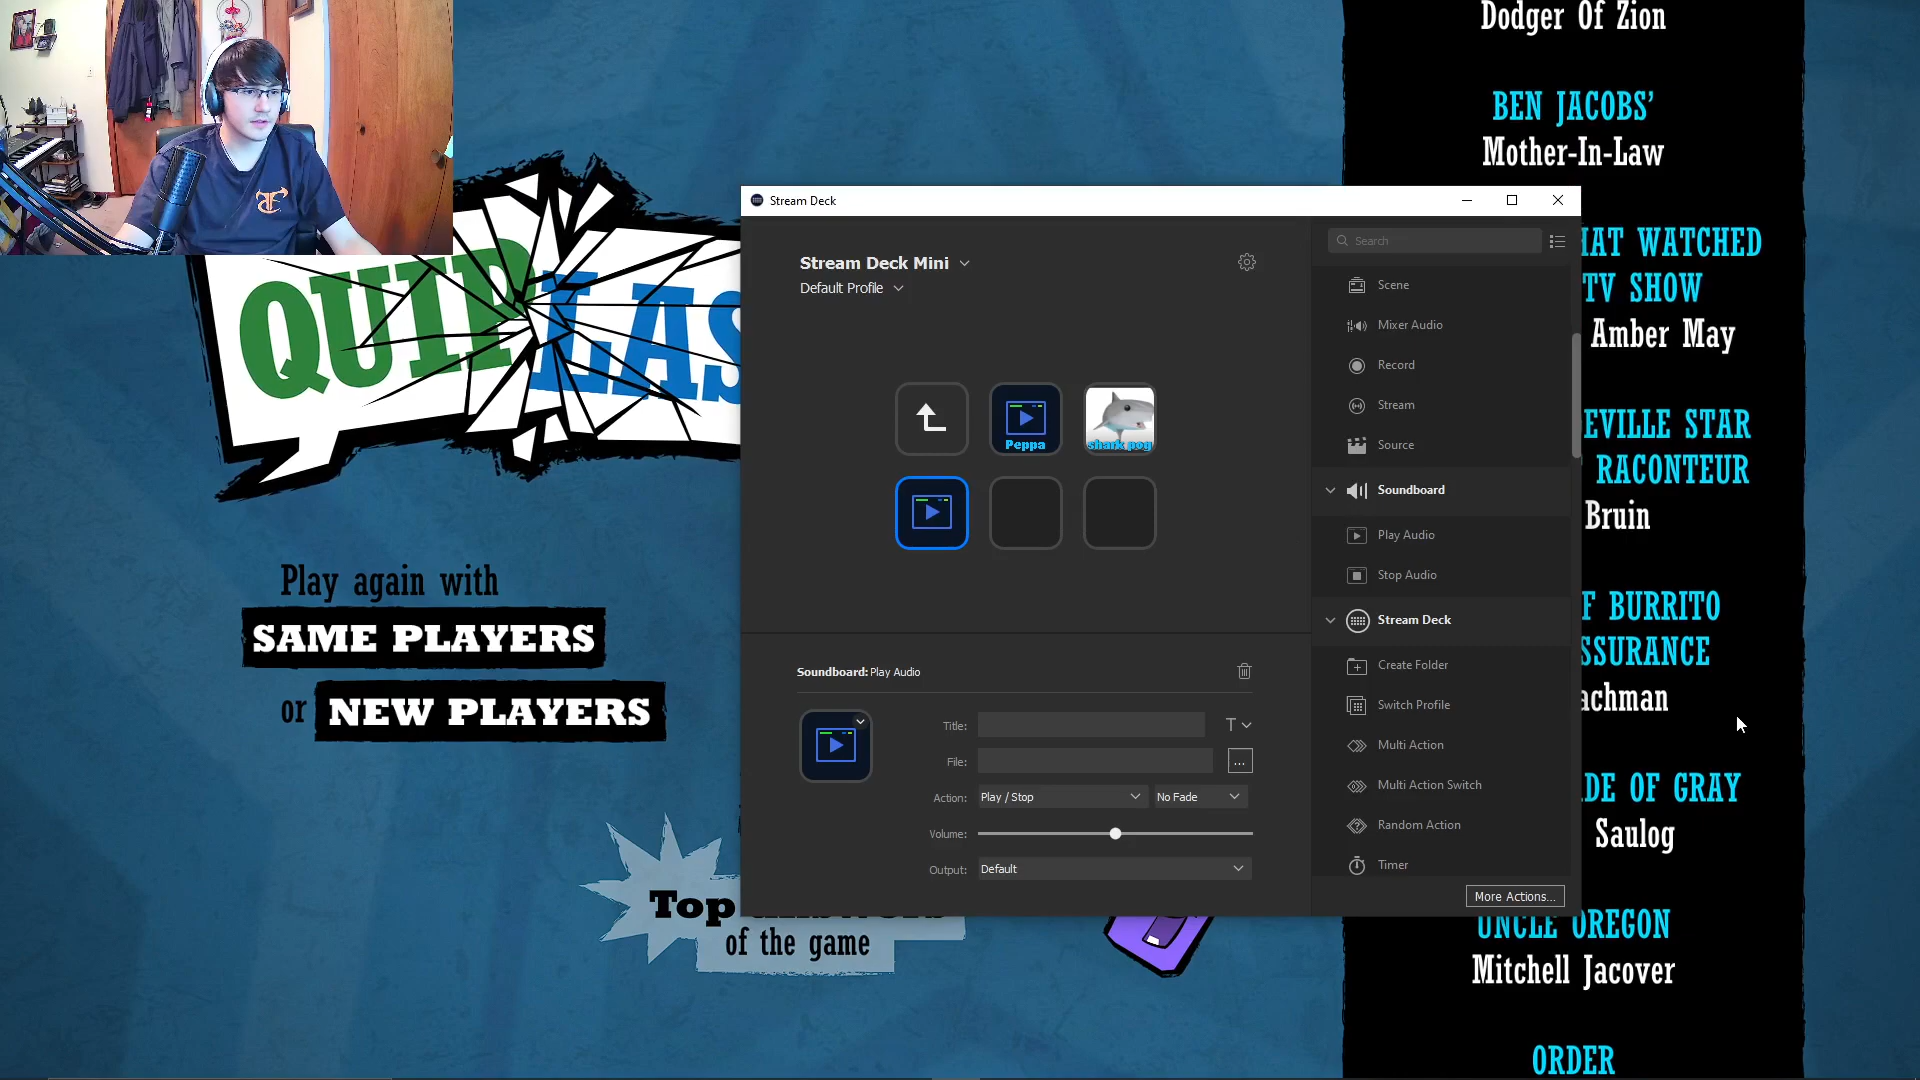 QUIPLAS
Play again with
SAME PLAYERS
or NEW PLAYERS
Top
of the game
Stream Deck
Stream Deck Mini
Default Profile
Peppa
shark pog
Soundboard: Play Audio
Title:
T
File:
...
Action: Play / Stop No Fade
Volume:
Output: Default
Search
Scene
Mixer Audio
Record
Stream
Source
Soundboard
Play Audio
Stop Audio
Stream Deck
Create Folder
Switch Profile
Multi Action
Multi Action Switch
Random Action
Timer
More Actions...
Dodger Of Zion
BEN JACOBS'
Mother-In-Law
HAT WATCHED
TV SHOW
Amber May
EVILLE STAR
RACONTEUR
Bruin
F BURRITO
SSURANCE
achman
DE OF GRAY
Saulog
UNCLE OREGON
Mitchell Jacover
ORDER